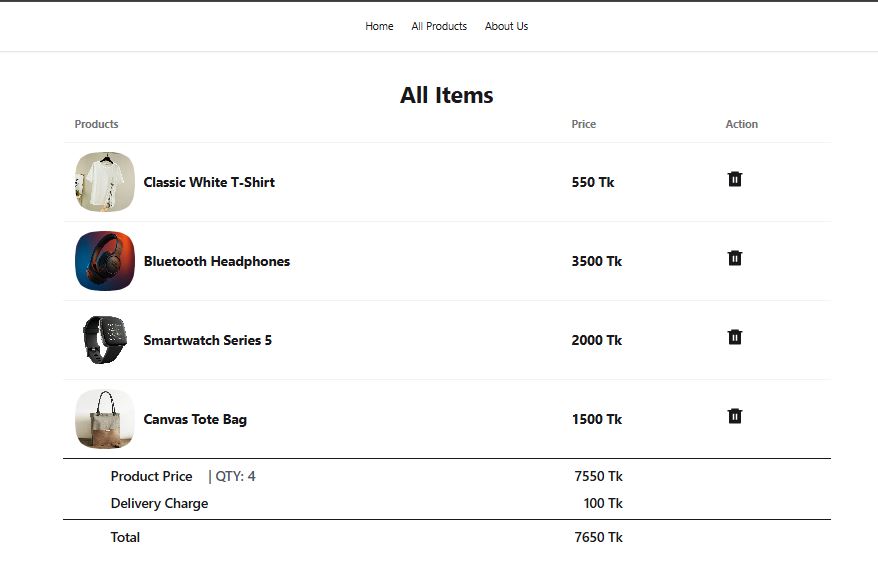 Home All Products About Us
All Items
Products Price Action
Classic White T-Shirt 550 Tk
Bluetooth Headphones 3500 Tk
Smartwatch Series 5 2000 Tk
Canvas Tote Bag 1500 Tk
Product Price | QTY: 4 7550 Tk
Delivery Charge 100 Tk
Total 7650 Tk